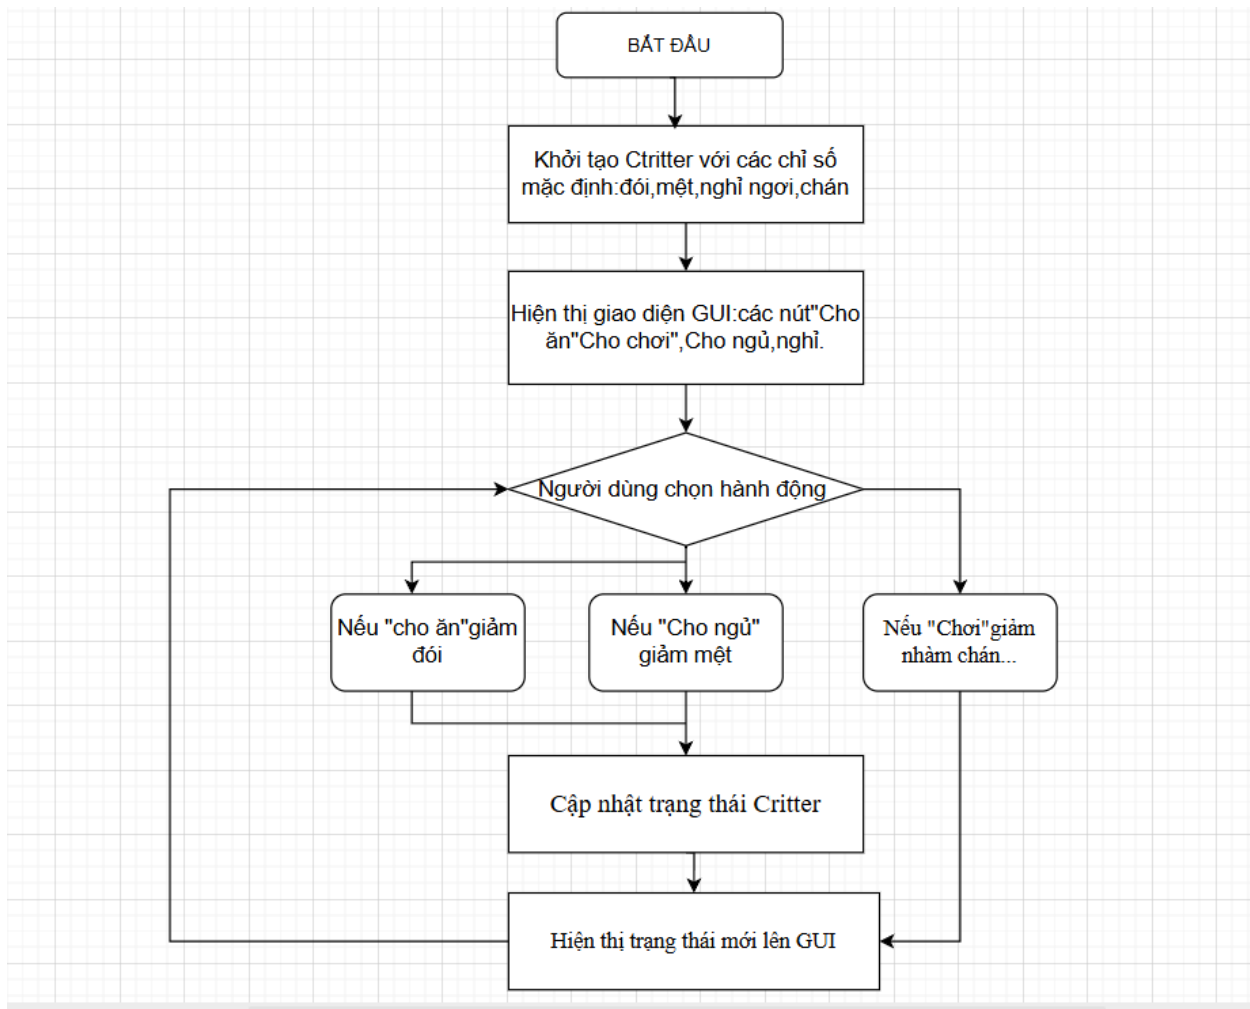 BẮT ĐẦU
Khởi tạo Ctritter với các chỉ số
mặc định:đói,mệt,nghỉ ngơi,chán
Hiện thị giao diện GUI:các nút"Cho
ăn"Cho chơi",Cho ngủ,nghỉ.
Người dùng chọn hành động
Nếu "cho ăn"giảm
đói
Nếu "Cho ngủ"
giảm mệt
Nếu "Chơi"giảm
nhàm chán...
Cập nhật trạng thái Critter
Hiện thị trạng thái mới lên GUI